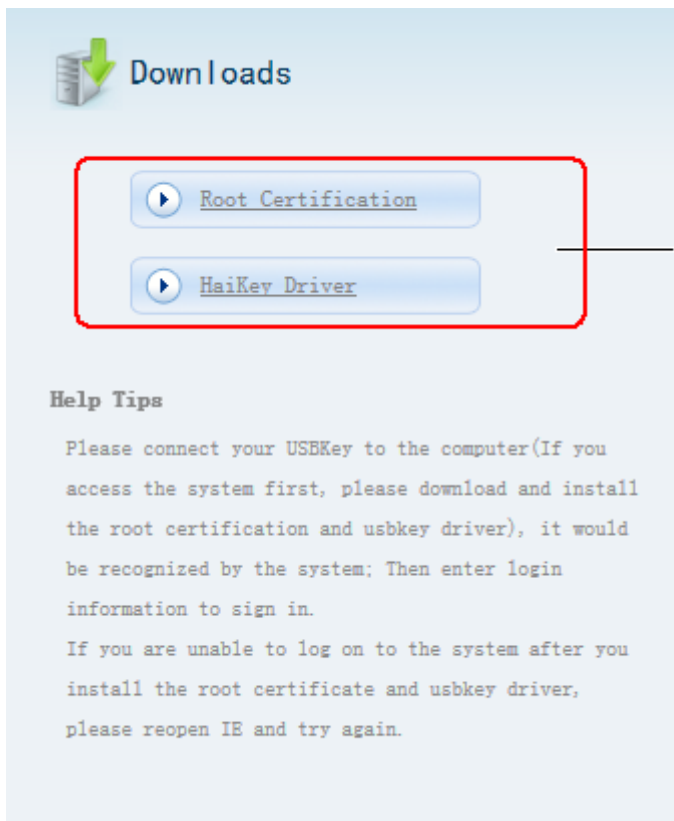 Downloads
Root Certification
HaiKey Driver
Help Tips
Please connect your USBKey to the computer(If you
access the system first, please download and install
the root certification and usbkey driver), it would
be recognized by the system; Then enter login
information to sign in.
If you are unable to log on to the system after you
install the root certificate and usbkey driver,
please reopen IE and try again.